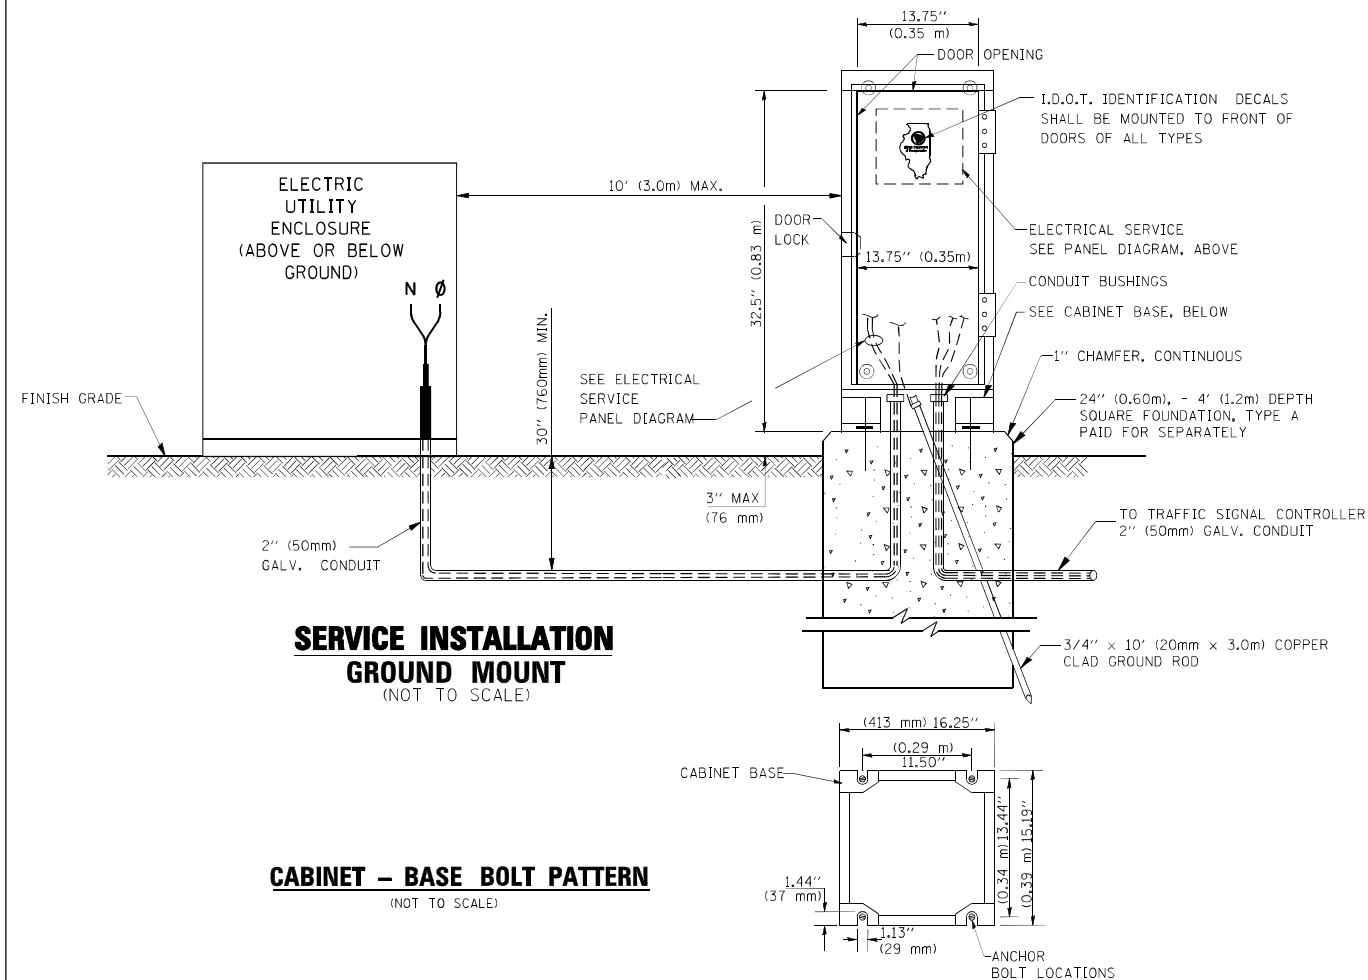 13.75''
(0.35 m)
DOOR OPENING
I.D.O.T. IDENTIFICATION DECALS
SHALL BE MOUNTED TO FRONT OF
DOORS OF ALL TYPES
ELECTRIC
UTILITY
ENCLOSURE
(ABOVE OR BELOW
GROUND)
N Ø
10' (3.0m) MAX.
32.5'' (0.83 m)
DOOR
LOCK
13.75'' (0.35m)
ELECTRICAL SERVICE
SEE PANEL DIAGRAM, ABOVE
CONDUIT BUSHINGS
SEE CABINET BASE, BELOW
1'' CHAMFER, CONTINUOUS
24'' (0.60m), - 4' (1.2m) DEPTH
SQUARE FOUNDATION, TYPE A
PAID FOR SEPARATELY
30'' (760mm) MIN.
SEE ELECTRICAL
SERVICE
PANEL DIAGRAM
FINISH GRADE
3'' MAX
(76 mm)
2'' (50mm)
GALV. CONDUIT
TO TRAFFIC SIGNAL CONTROLLER
2'' (50mm) GALV. CONDUIT
3/4'' x 10' (20mm x 3.0m) COPPER
CLAD GROUND ROD
SERVICE INSTALLATION
GROUND MOUNT
(NOT TO SCALE)
(413 mm) 16.25''
(0.29 m)
11.50''
CABINET BASE
(0.34 m) 13.44''
(0.39 m) 15.19''
1.44''
(37 mm)
1.13''
(29 mm)
ANCHOR
BOLT LOCATIONS
CABINET – BASE BOLT PATTERN
(NOT TO SCALE)